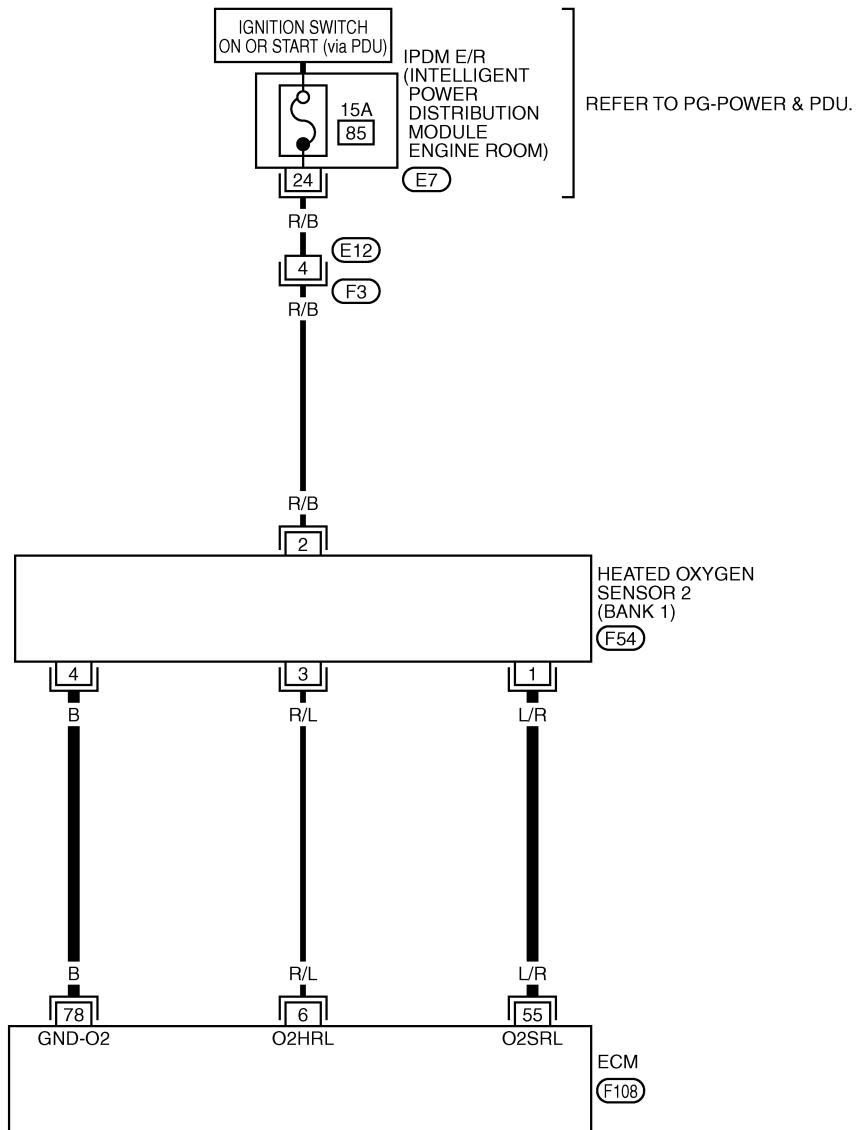 IGNITION SWITCH
ON OR START (via PDU)
IPDM E/R
(INTELLIGENT
POWER
DISTRIBUTION
MODULE
ENGINE ROOM)
REFER TO PG-POWER & PDU.
15A
85
24
E7
R/B
E12
4
F3
R/B
R/B
2
HEATED OXYGEN
SENSOR 2
(BANK 1)
F54
4 3 1
B R/L L/R
B R/L L/R
78 6 55
GND-O2 O2HRL O2SRL
ECM
F108